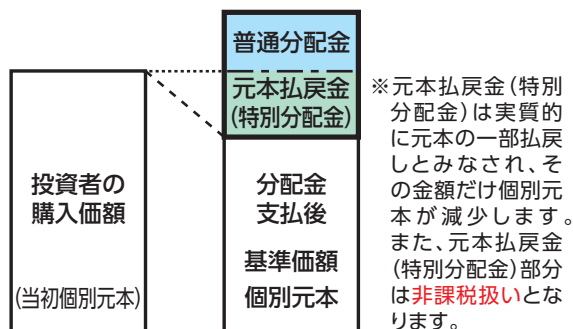 普通分配金
元本払戻金
(特別分配金)
投資者の
購入価額
(当初個別元本)
分配金
支払後
基準価額
個別元本
※元本払戻金(特別
分配金)は実質的
に元本の一部払戻
しとみなされ、そ
の金額だけ個別元
本が減少します。
また、元本払戻金
(特別分配金)部分
は非課税扱いとな
ります。